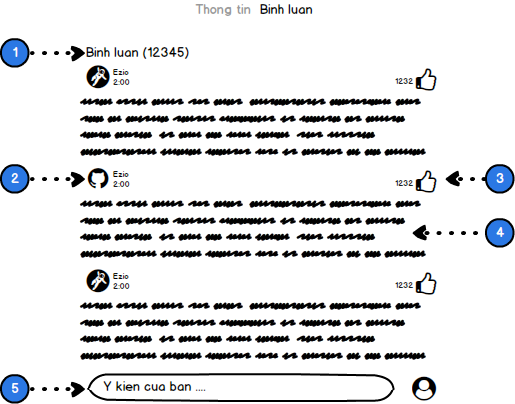 Thong tin Binh luan
1 Binh luan (12345)
Ezio
2:00
1232
2 Ezio
2:00
1232 3
4
Ezio
2:00
1232
5 Y kien cua ban ....